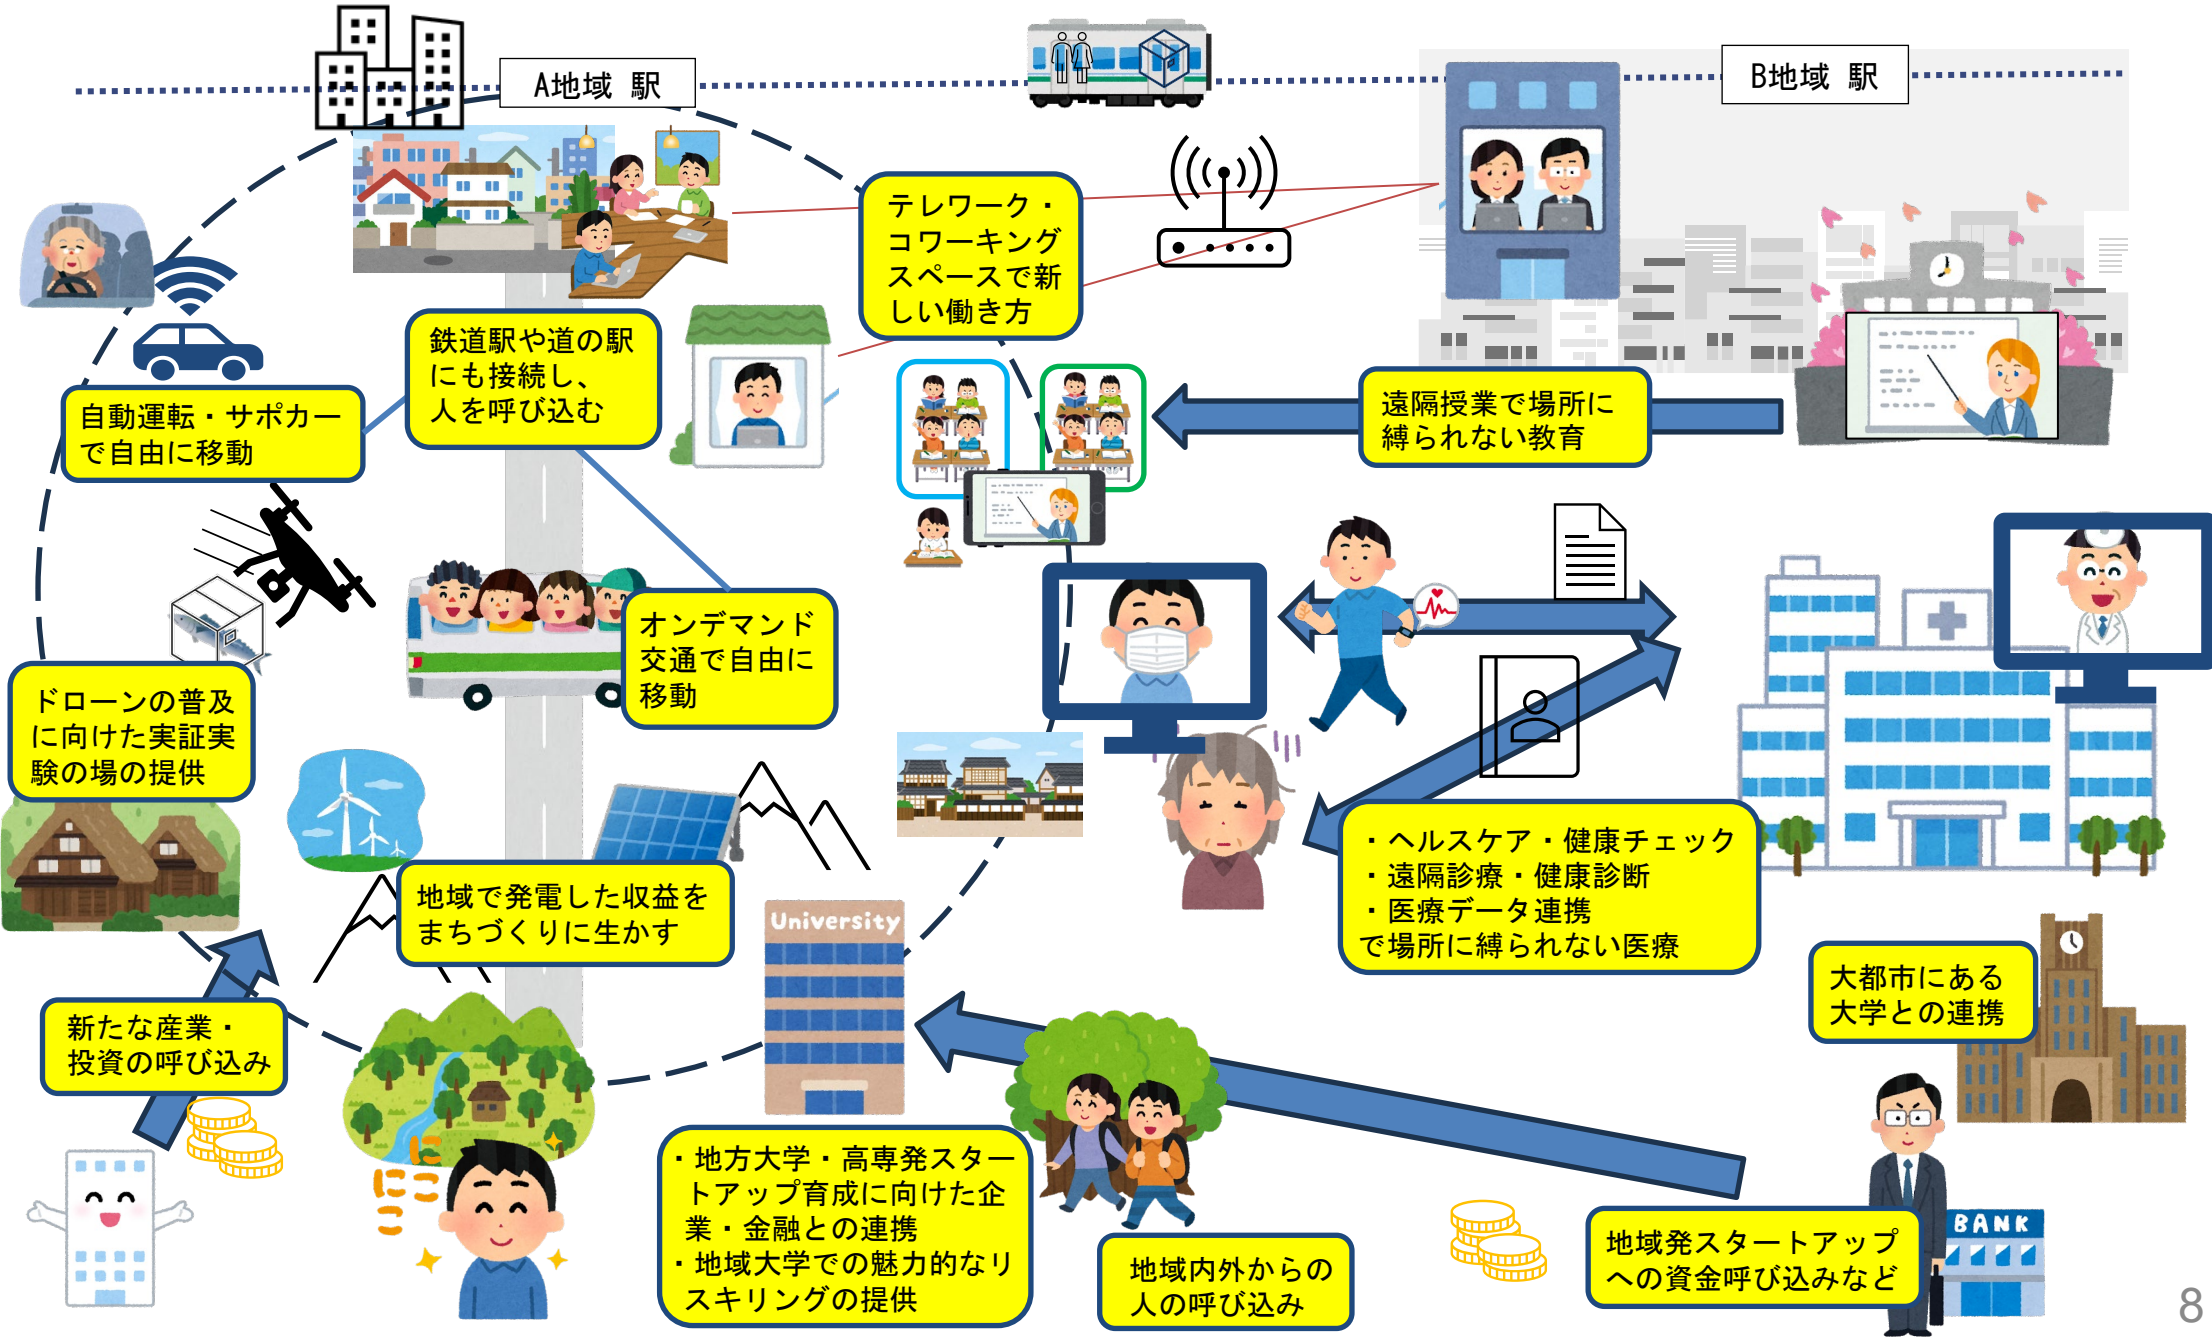 A地域 駅
B地域 駅
テレワーク・
コワーキング
スペースで新
しい働き方
鉄道駅や道の駅
にも接続し、
人を呼び込む
自動運転・サポカー
で自由に移動
遠隔授業で場所に
縛られない教育
オンデマンド
交通で自由に
移動
ドローンの普及
に向けた実証実
験の場の提供
・ヘルスケア・健康チェック
・遠隔診療・健康診断
・医療データ連携
で場所に縛られない医療
地域で発電した収益を
まちづくりに生かす
University
大都市にある
大学との連携
新たな産業・
投資の呼び込み
にこ
にこ
・地方大学・高専発スター
トアップ育成に向けた企
業・金融との連携
・地域大学での魅力的なリ
スキリングの提供
地域内外からの
人の呼び込み
地域発スタートアップ
への資金呼び込みなど
BANK
8